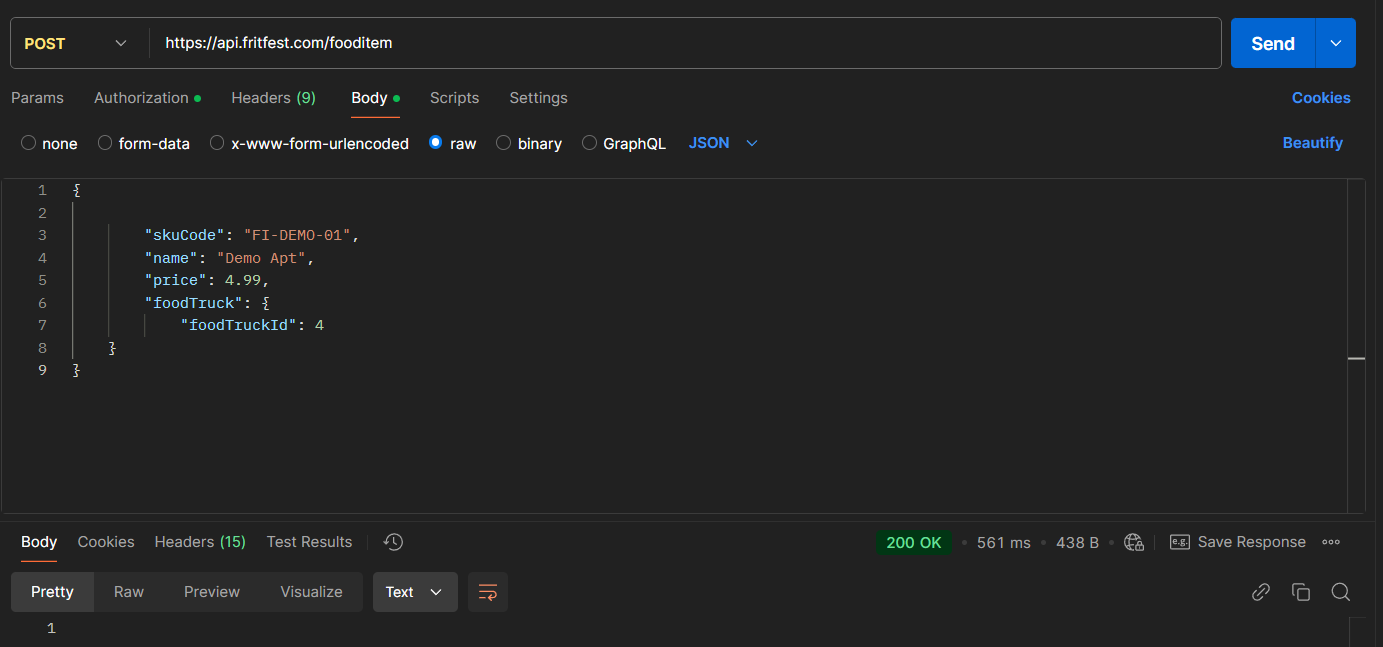 POST https://api.fritfest.com/fooditem Send
Params Authorization Headers (9) Body Scripts Settings Cookies
none form-data x-www-form-urlencoded raw binary GraphQL JSON Beautify
1 {
2
3 "skuCode": "FI-DEMO-01",
4 "name": "Demo Apt",
5 "price": 4.99,
6 "foodTruck": {
7 "foodTruckId": 4
8 }
9 }
Body Cookies Headers (15) Test Results 200 OK • 561 ms • 438 B • e.g. Save Response
Pretty Raw Preview Visualize Text
1